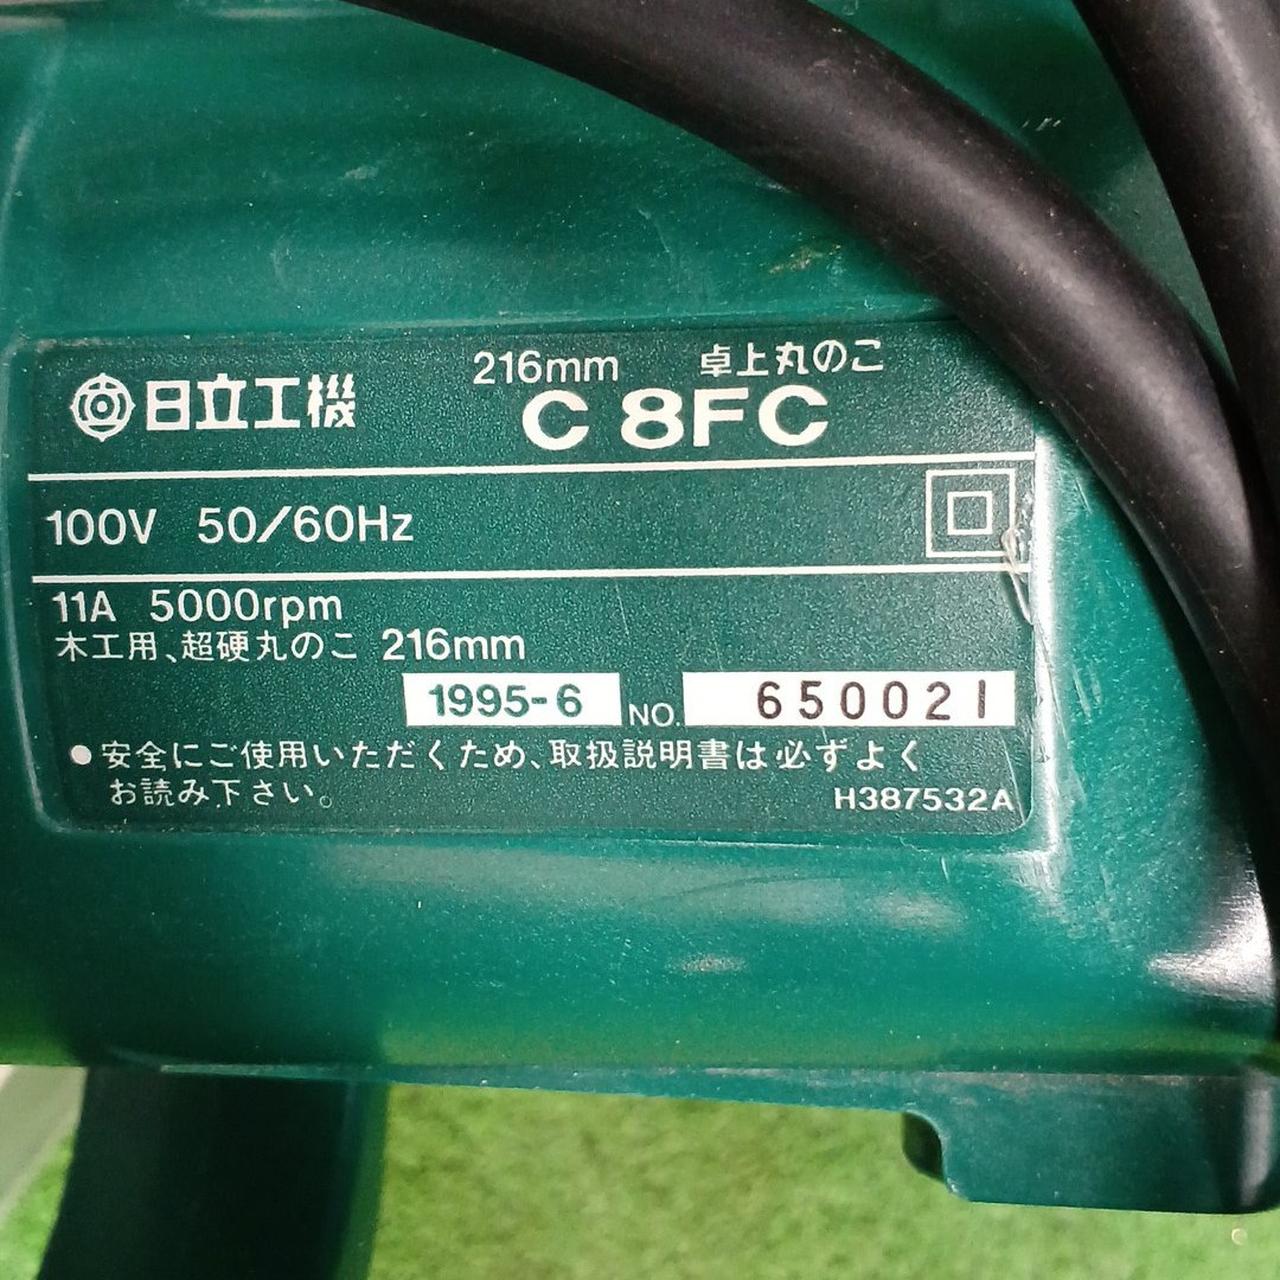 日立工機 216mm 卓上丸のこ
C 8FC
100V 50/60Hz
11A 5000rpm
木工用、超硬丸のこ 216mm
1995-6 NO. 650021
●安全にご使用いただくため、取扱説明書は必ずよく
お読み下さい。
H387532A